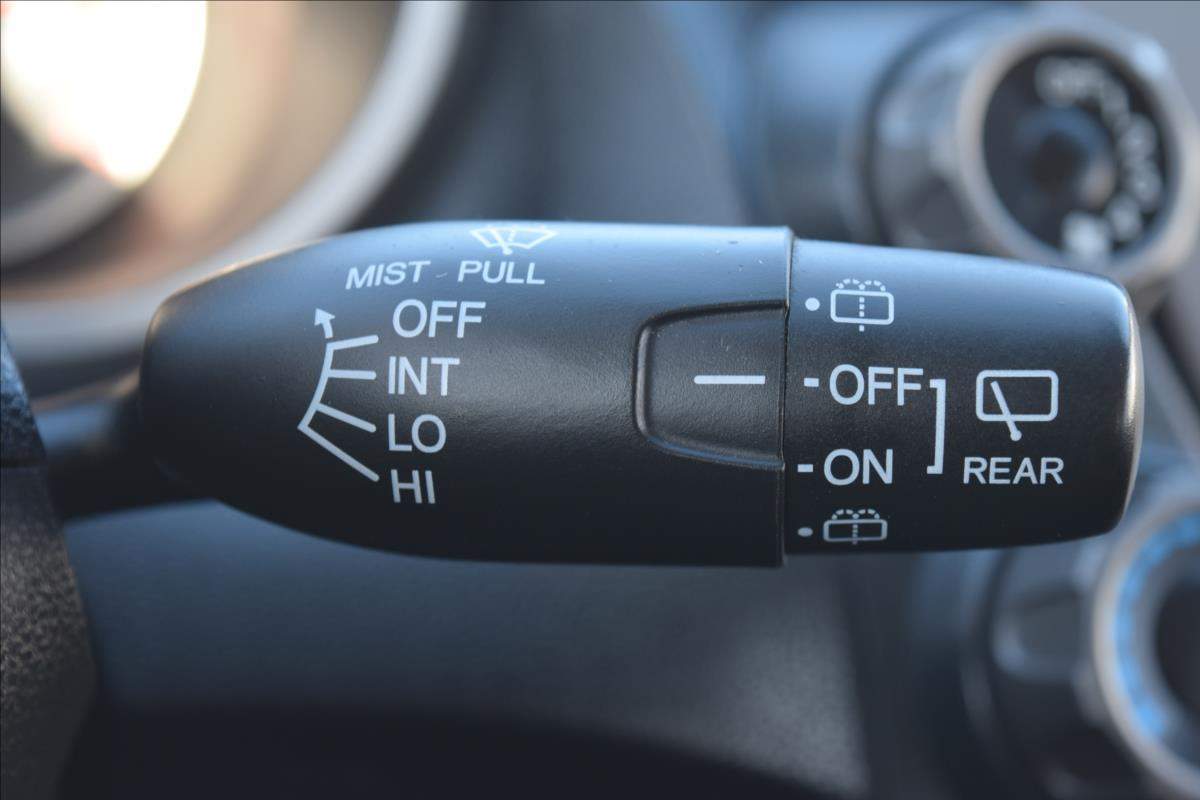 MIST PULL
OFF
INT
LO
HI
OFF
ON
REAR